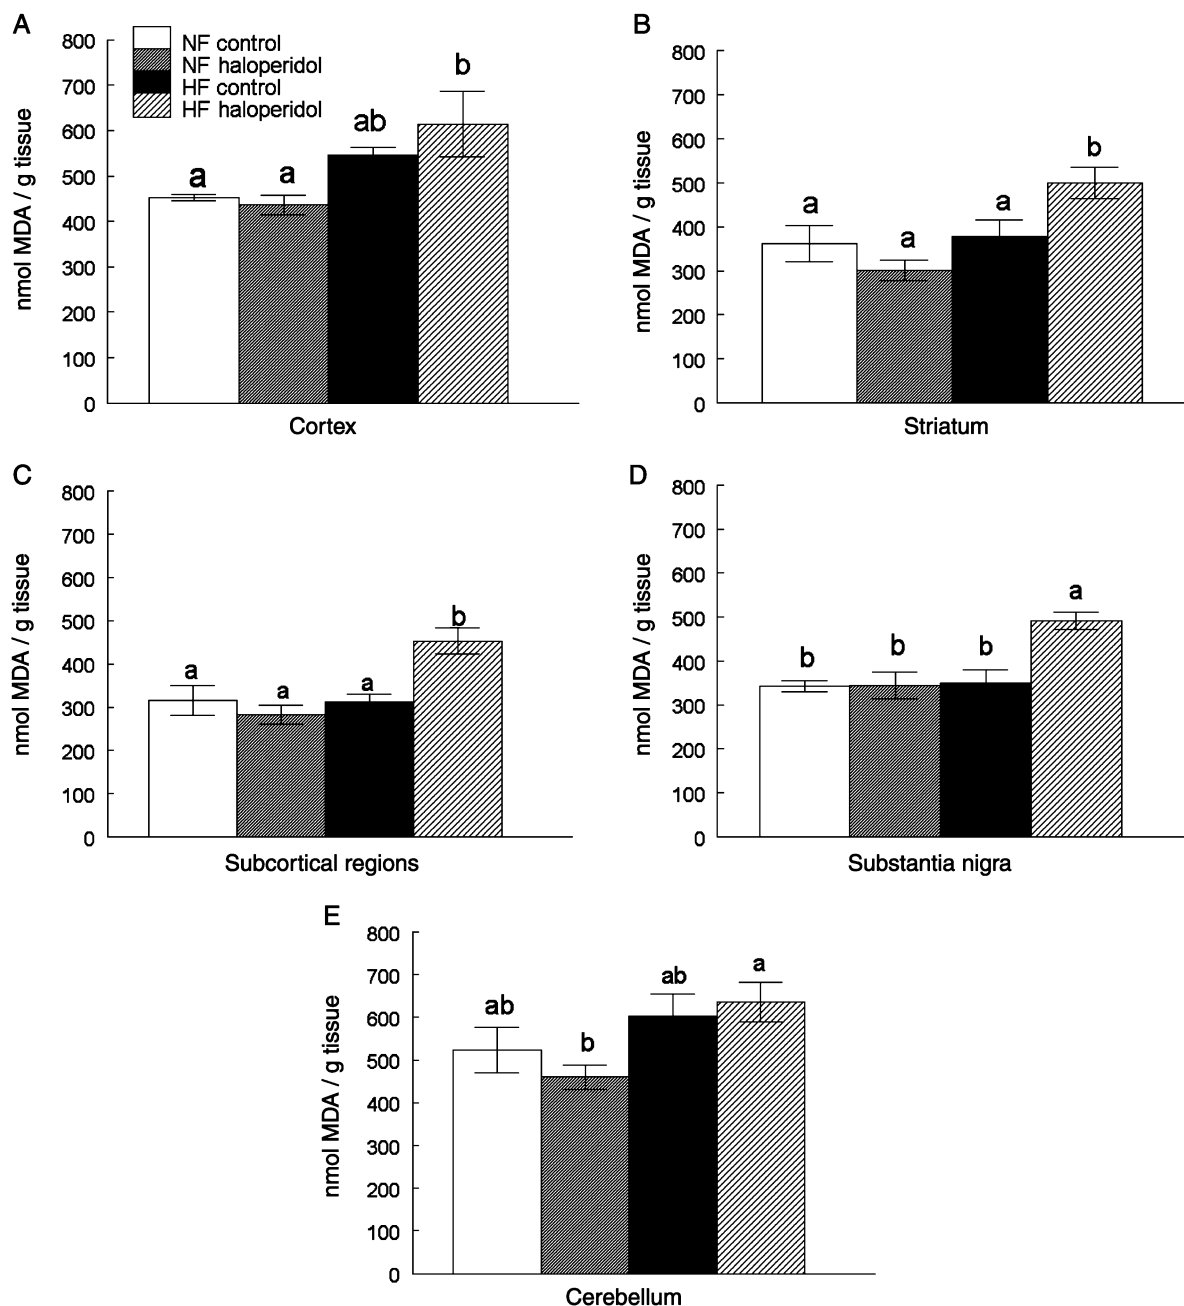 A
800
700
600
500
400
300
200
100
0
nmol MDA / g tissue
NF control
NF haloperidol
HF control
HF haloperidol
a
a
ab
b
Cortex
B
800
700
600
500
400
300
200
100
0
nmol MDA / g tissue
a
a
a
b
Striatum
C
800
700
600
500
400
300
200
100
0
nmol MDA / g tissue
a
a
a
b
Subcortical regions
D
800
700
600
500
400
300
200
100
0
nmol MDA / g tissue
b
b
b
a
Substantia nigra
E
800
700
600
500
400
300
200
100
0
nmol MDA / g tissue
ab
b
ab
a
Cerebellum